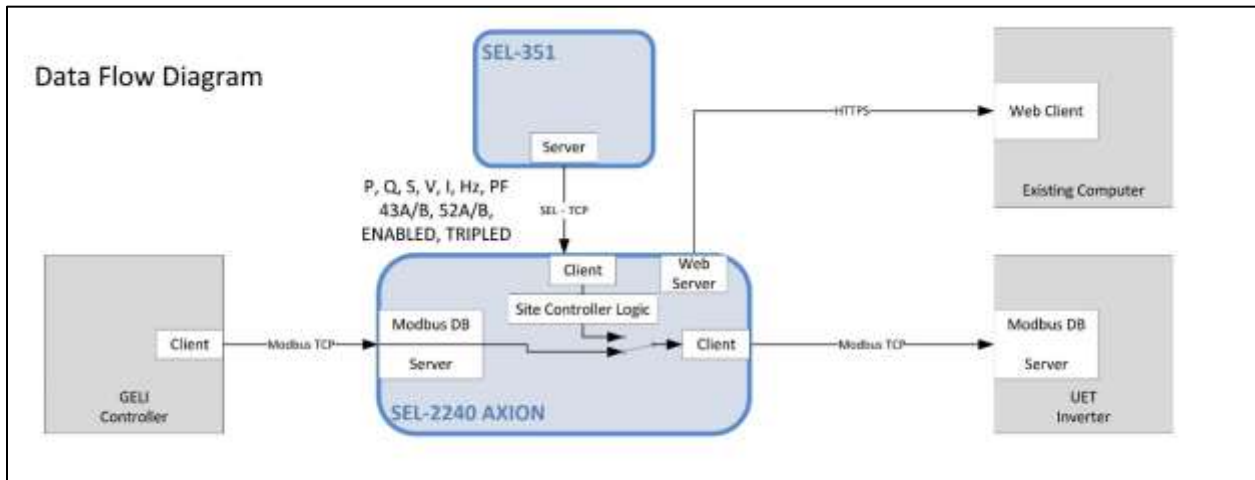 Data Flow Diagram
SEL-351
Server
P, Q, S, V, I, Hz, PF
43A/B, 52A/B,
ENABLED, TRIPLED
SEL - TCP
HTTPS
Web Client
Existing Computer
Client
GELI
Controller
Modbus TCP
Client
Web
Server
Site Controller Logic
Modbus DB
Server
Client
SEL-2240 AXION
Modbus TCP
Modbus DB
Server
UET
Inverter